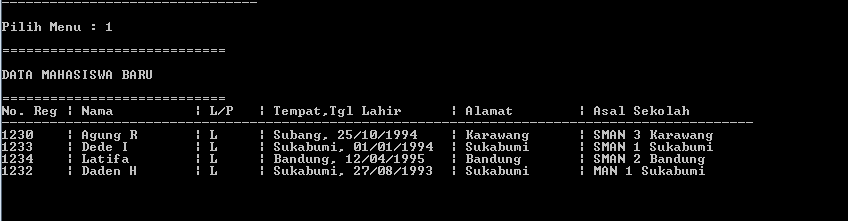 --------------------------------
Pilih Menu : 1
============================
DATA MAHASISWA BARU
============================
No. Reg ¦ Nama ¦ L/P ¦ Tempat,Tgl Lahir ¦ Alamat ¦ Asal Sekolah
----------------------------------------------------------------------------------------------
1230 ¦ Agung R ¦ L ¦ Subang, 25/10/1994 ¦ Karawang ¦ SMAN 3 Karawang
1233 ¦ Dede I ¦ L ¦ Sukabumi, 01/01/1994 ¦ Sukabumi ¦ SMAN 1 Sukabumi
1234 ¦ Latifa ¦ L ¦ Bandung, 12/04/1995 ¦ Bandung ¦ SMAN 2 Bandung
1232 ¦ Daden H ¦ L ¦ Sukabumi, 27/08/1993 ¦ Sukabumi ¦ MAN 1 Sukabumi